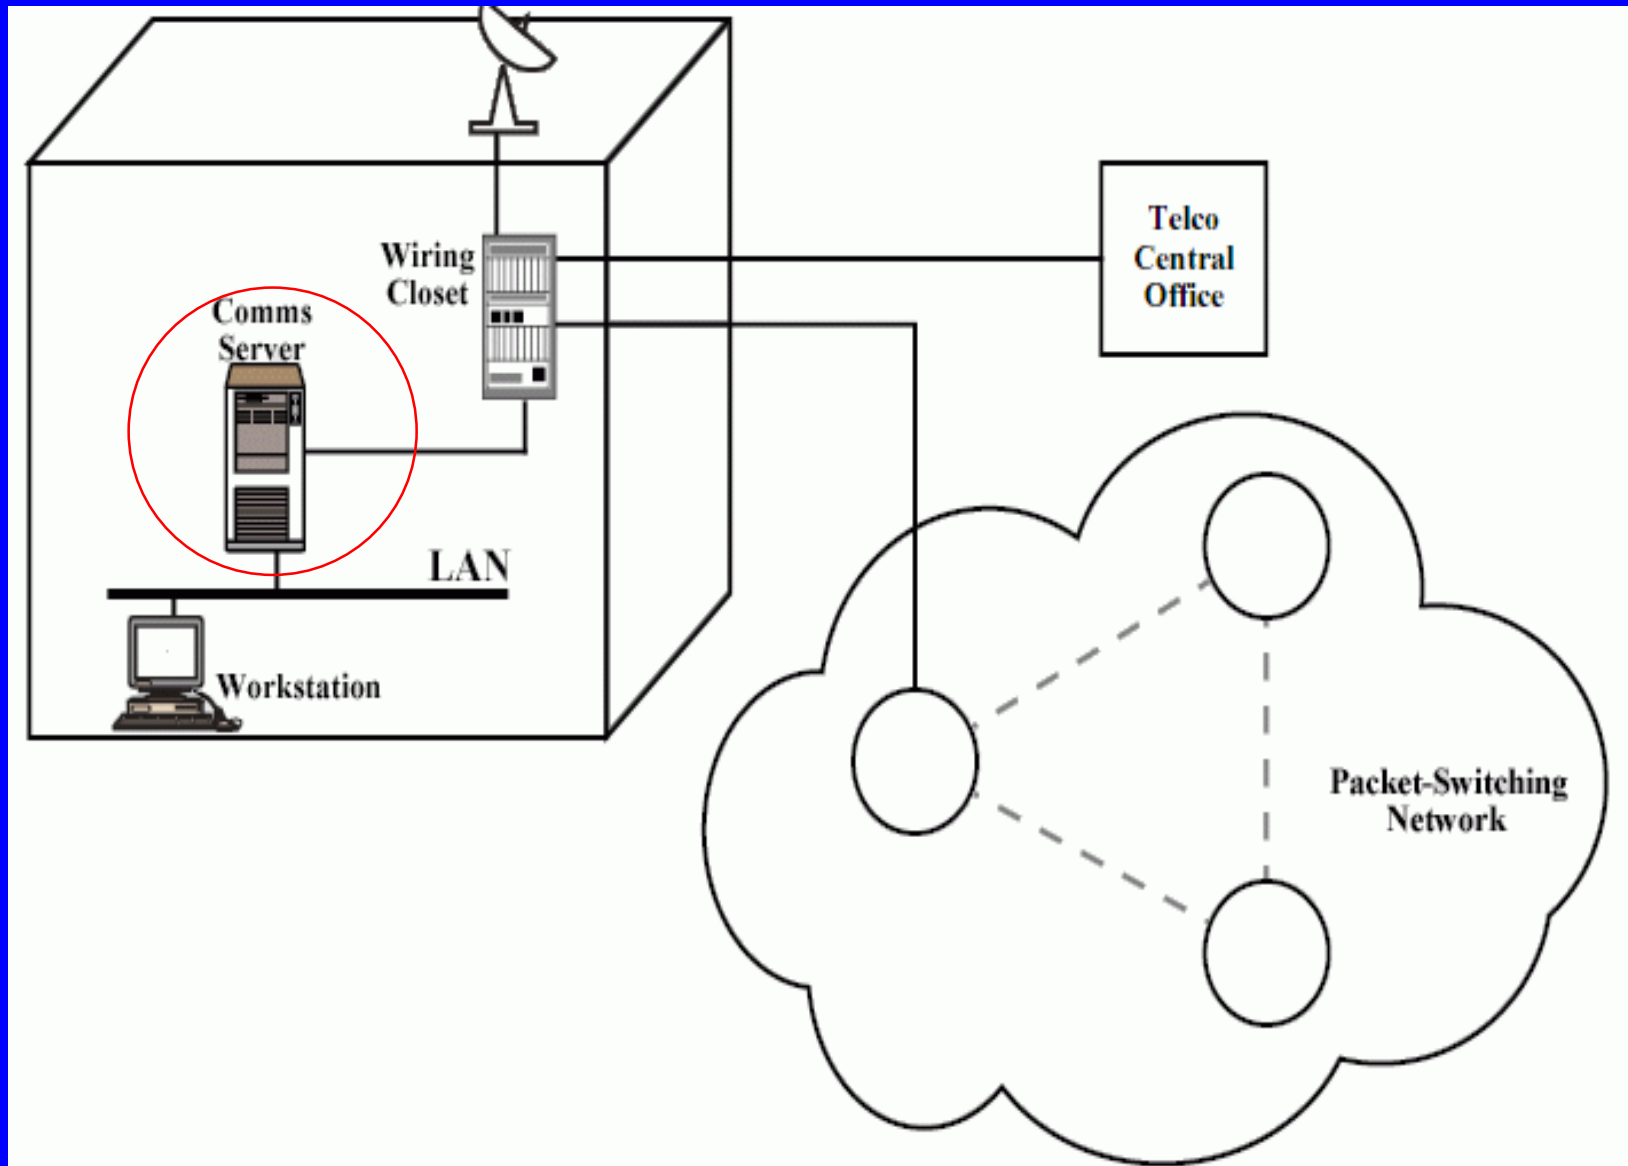 Wiring
Closet
Comms
Server
LAN
Workstation
Telco
Central
Office
Packet-Switching
Network